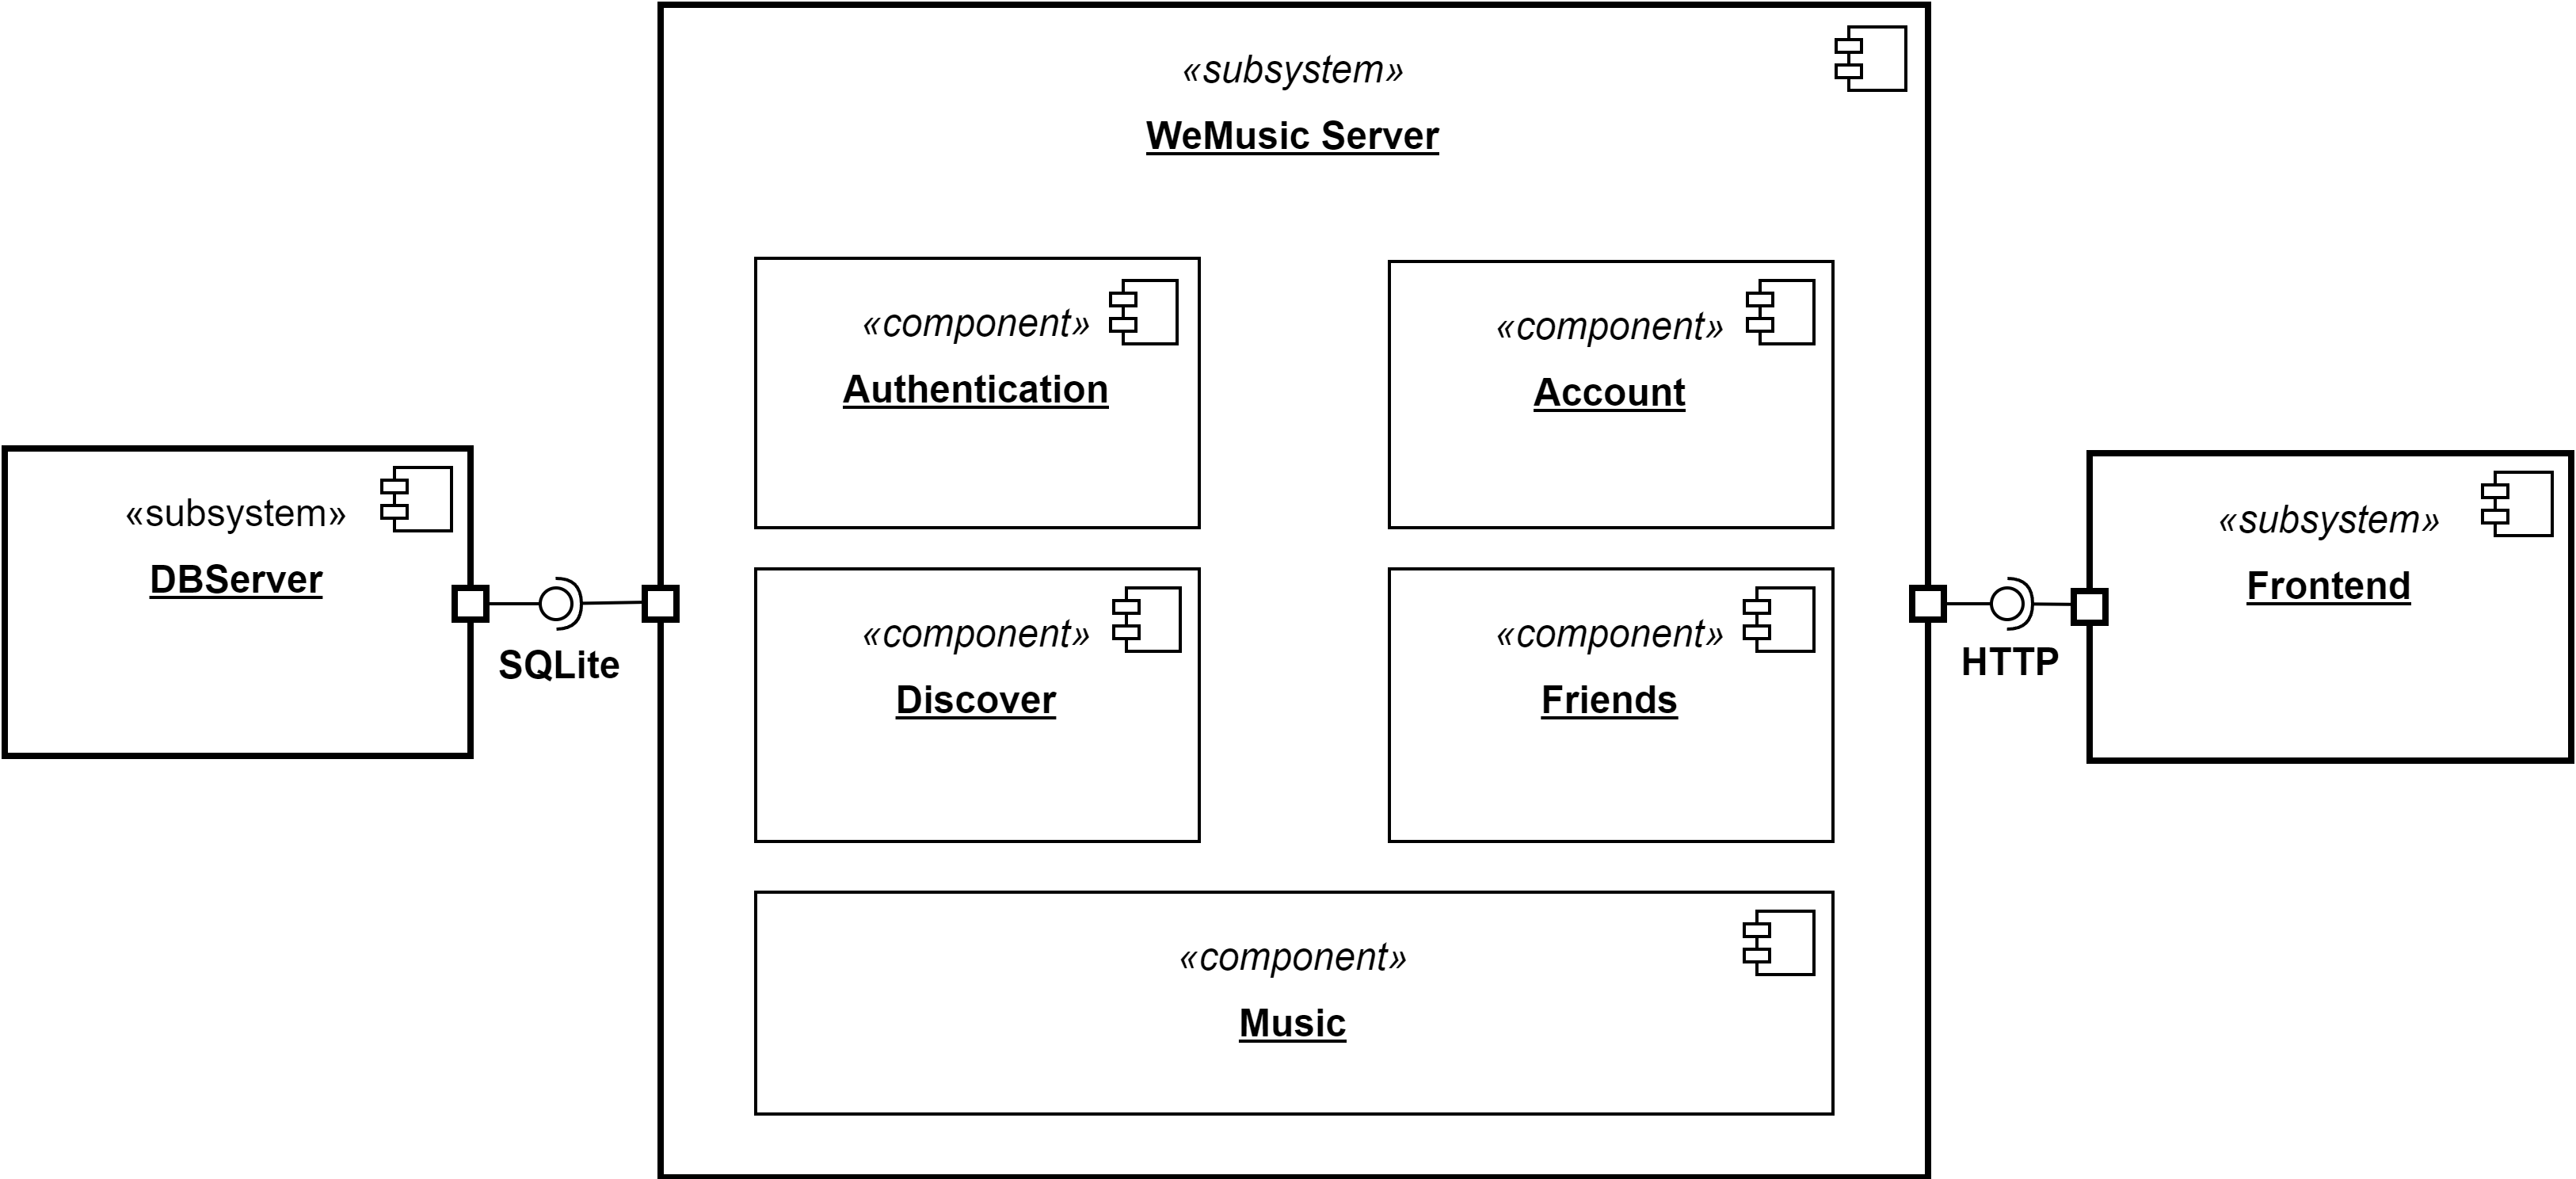 «subsystem»
WeMusic Server
«component»
Authentication
«component»
Account
«subsystem»
DBServer
SQLite
«component»
Discover
«component»
Friends
HTTP
«subsystem»
Frontend
«component»
Music